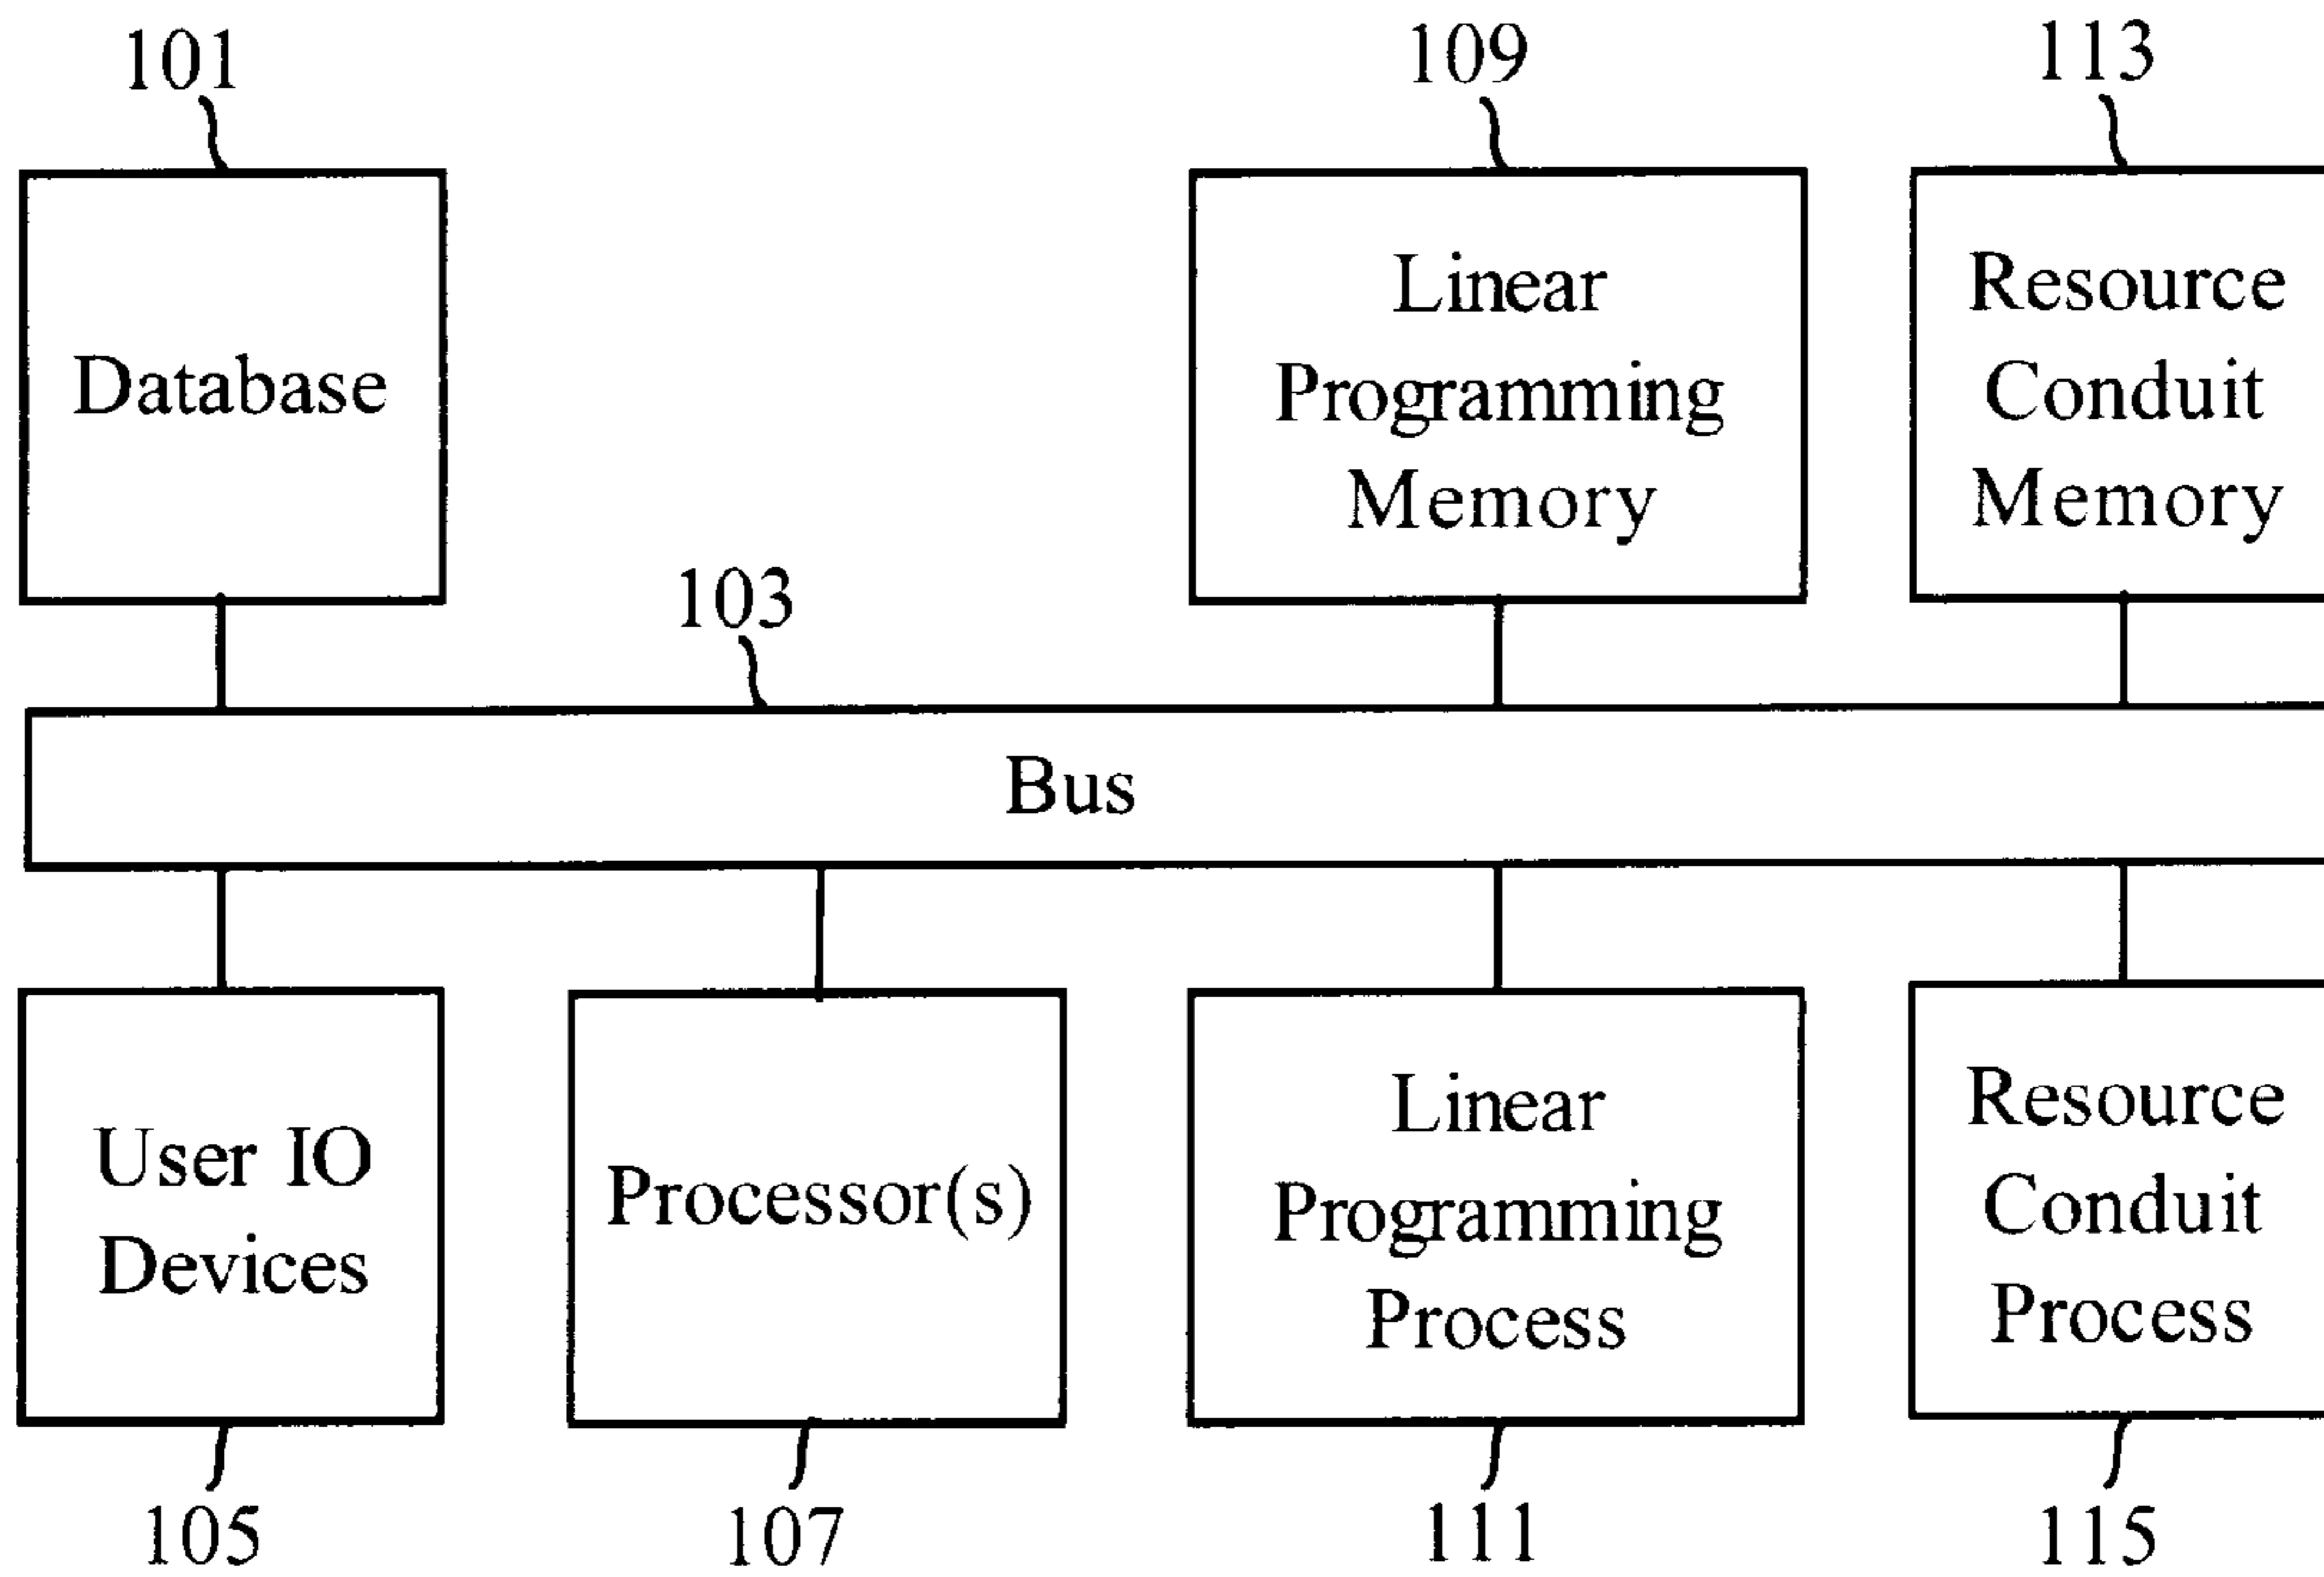 101
109
113
Database
Linear
Programming
Memory
Resource
Conduit
Memory
103
Bus
User IO
Devices
Processor(s)
Linear
Programming
Process
Resource
Conduit
Process
105
107
111
115